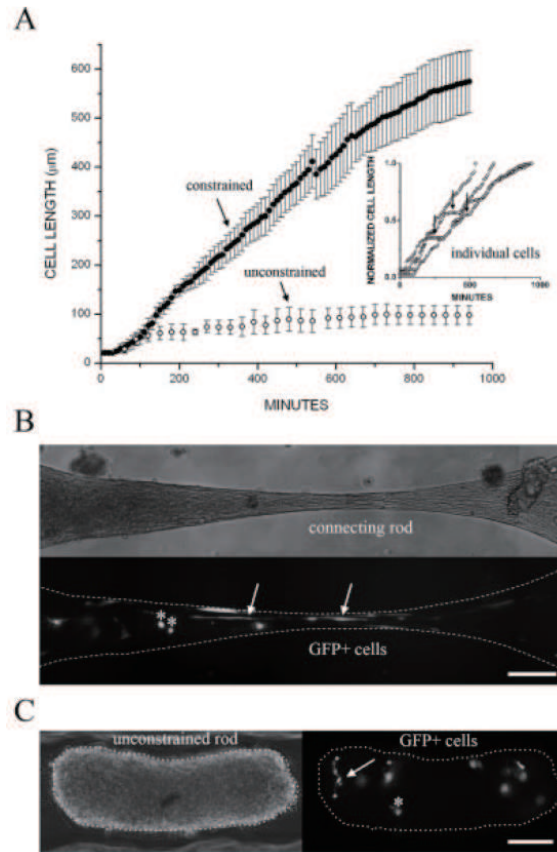 A
CELL LENGTH (μm)
600
500
400
300
200
100
0
0
200
400
600
800
1000
MINUTES
constrained
unconstrained
NORMALIZED CELL LENGTH
1.0
0.5
0.0
0
500
1000
MINUTES
individual cells
B
connecting rod
*
*
GFP+ cells
C
unconstrained rod
GFP+ cells
*